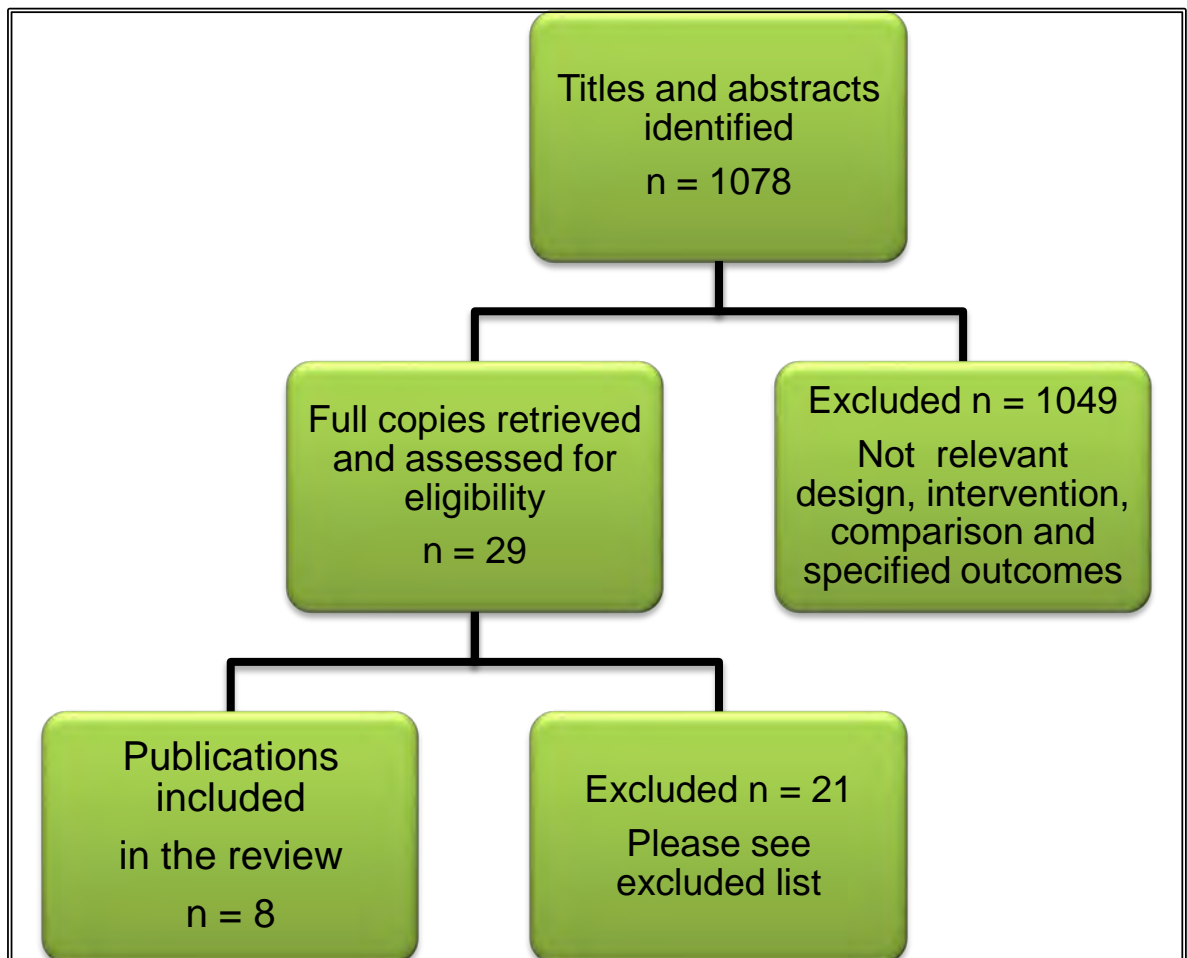 Titles and abstracts
identified
n = 1078
Full copies retrieved
and assessed for
eligibility
n = 29
Excluded n = 1049
Not relevant
design, intervention,
comparison and
specified outcomes
Publications
included
in the review
n = 8
Excluded n = 21
Please see
excluded list